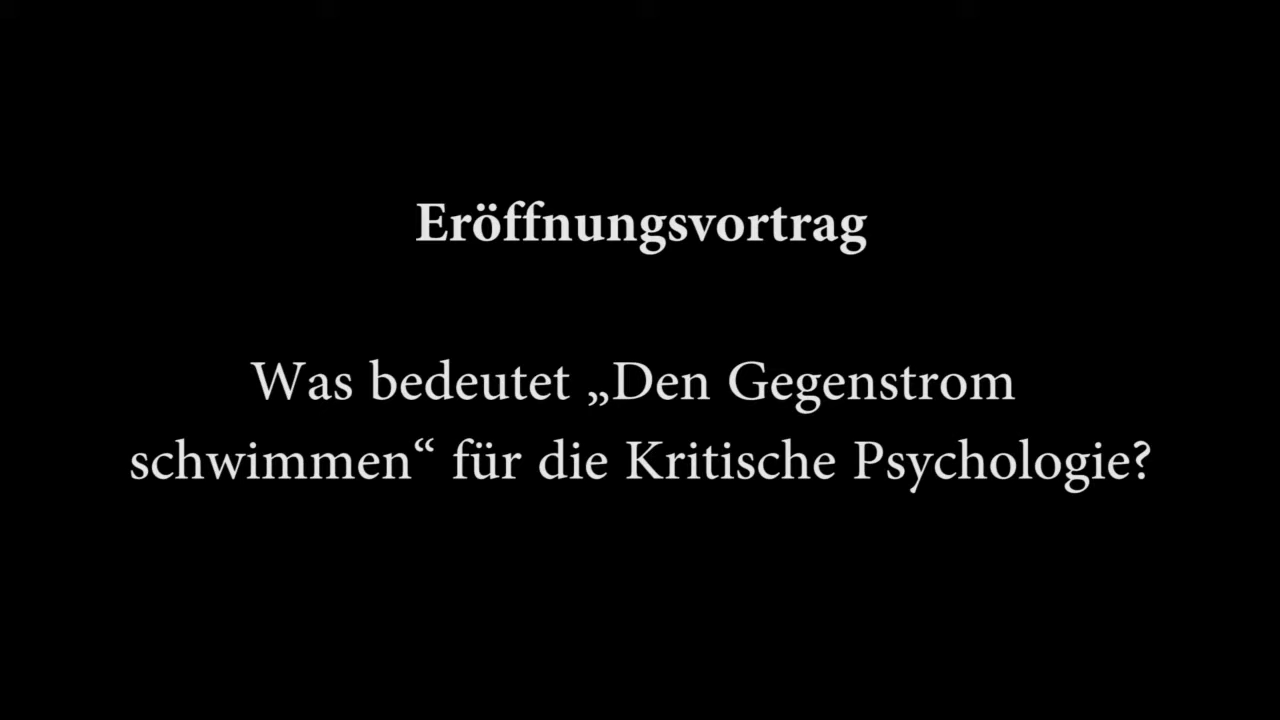 Eröffnungsvortrag
Was bedeutet „Den Gegenstrom
schwimmen“ für die Kritische Psychologie?